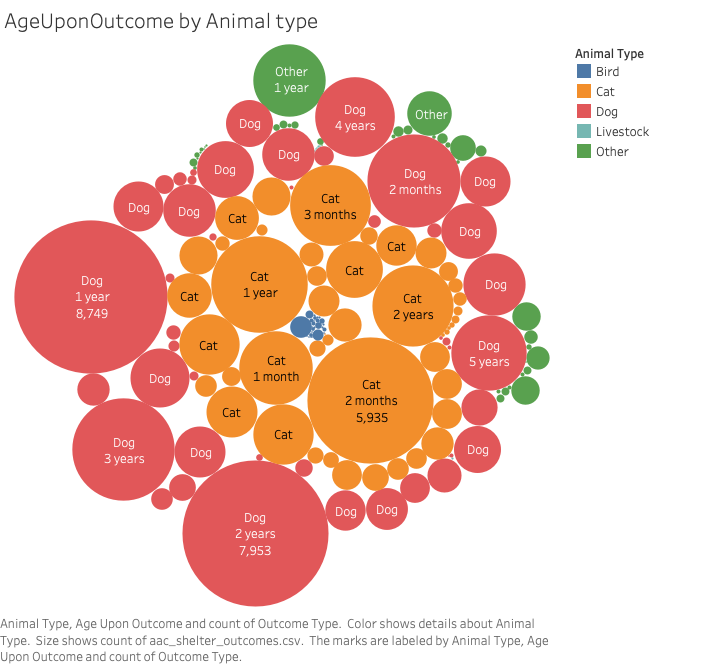 AgeUponOutcome by Animal type
Animal Type
Bird
Cat
Dog
Livestock
Other
Other
1 year
Dog
4 years
Dog
Other
Dog
Dog
Dog
2 months
Dog
Cat
3 months
Dog
Dog
Cat
Dog
Cat
Cat
Cat
1 year
Dog
Dog
1 year
8,749
Cat
Cat
2 years
Cat
Dog
5 years
Cat
1 month
Dog
Cat
2 months
5,935
Cat
Cat
Dog
3 years
Dog
Dog
Dog
2 years
7,953
Dog
Dog
Animal Type, Age Upon Outcome and count of Outcome Type.  Color shows details about Animal
Type.  Size shows count of aac_shelter_outcomes.csv.  The marks are labeled by Animal Type, Age
Upon Outcome and count of Outcome Type.